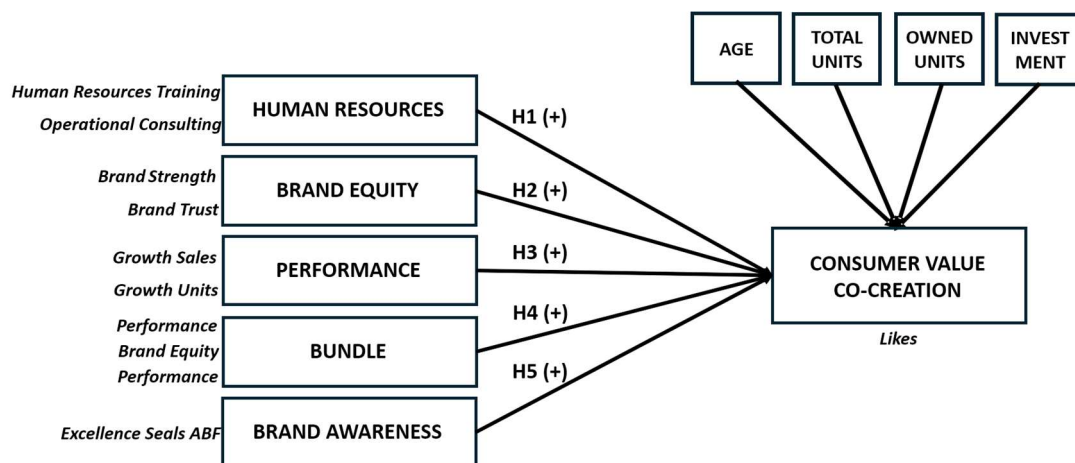 AGE
TOTAL
UNITS
OWNED
UNITS
INVEST
MENT
Human Resources Training
Operational Consulting
HUMAN RESOURCES
H1 (+)
Brand Strength
Brand Trust
BRAND EQUITY
H2 (+)
Growth Sales
Growth Units
PERFORMANCE
H3 (+)
Performance
Brand Equity
Performance
BUNDLE
H4 (+)
Excellence Seals ABF
BRAND AWARENESS
H5 (+)
CONSUMER VALUE
CO-CREATION
Likes